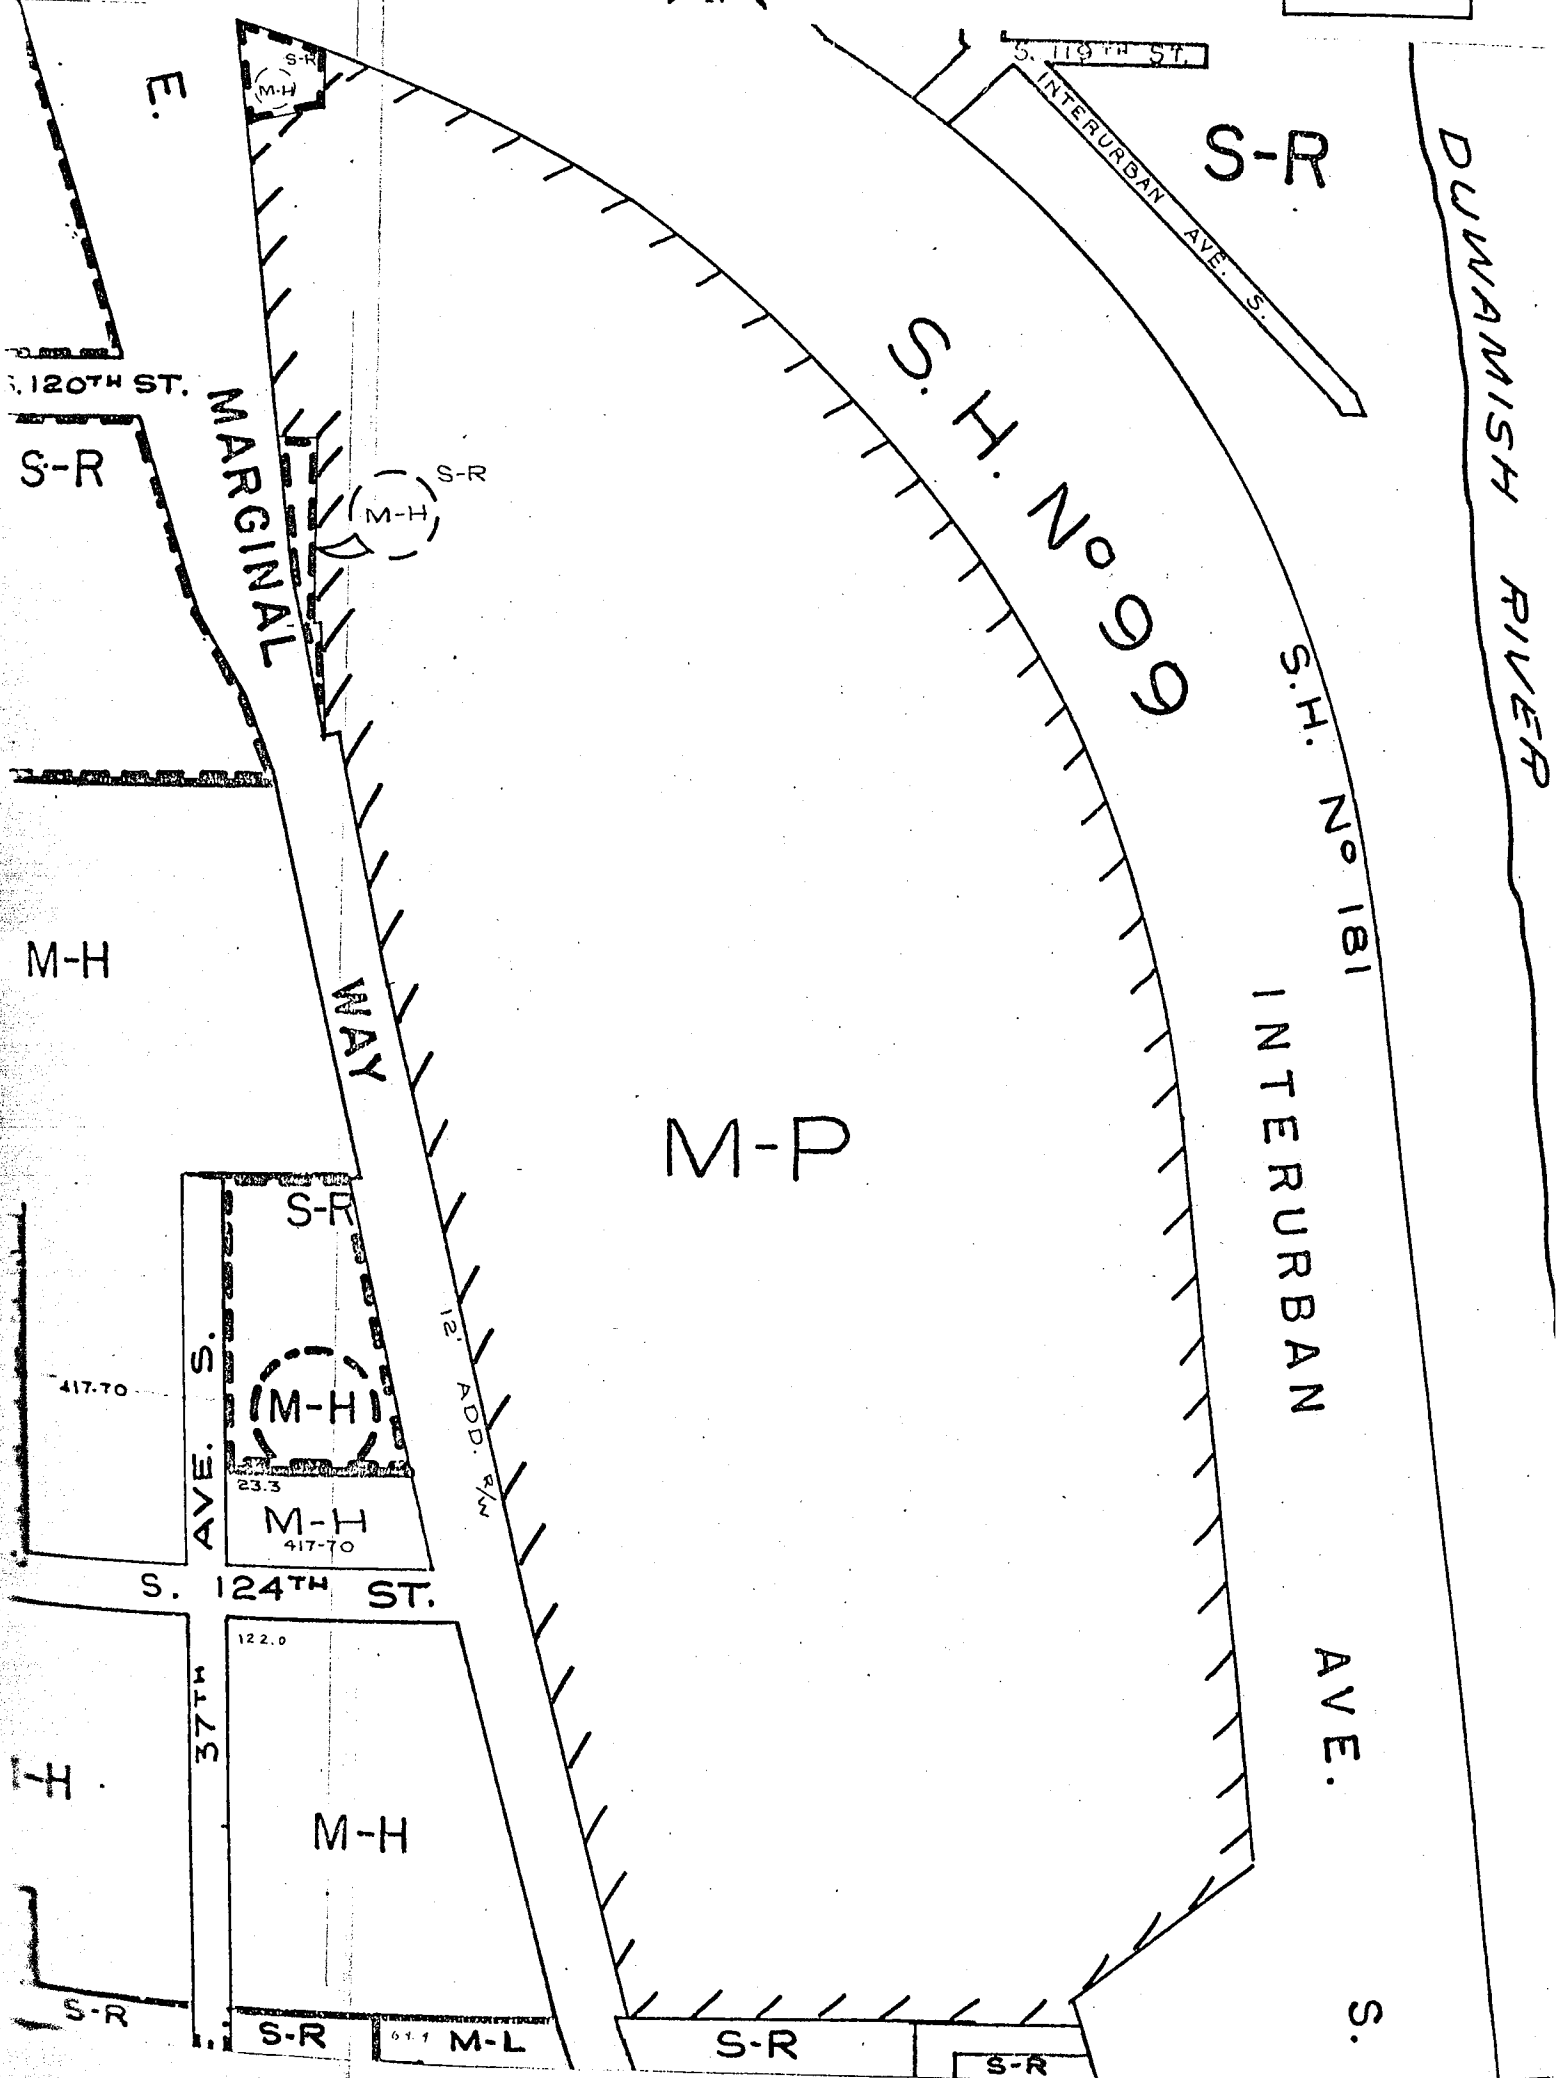 S. 119TH ST.
S-R
M-H
E.
S. INTERURBAN AVE. S.
S-R
DUWAMISH RIVER
S. H. No 99
120TH ST.
MARGINAL
S-R
S-R
M-H
S.H. No 181
M-H
WAY
INTERURBAN
M-P
S-R
12' ADD. R/W
417-70
AVE. S.
M-H
23.3
M-H
417-70
S. 124TH ST.
122.0
37TH
AVE.
-H
M-H
S.
S-R
S-R
M-L
S-R
S-R